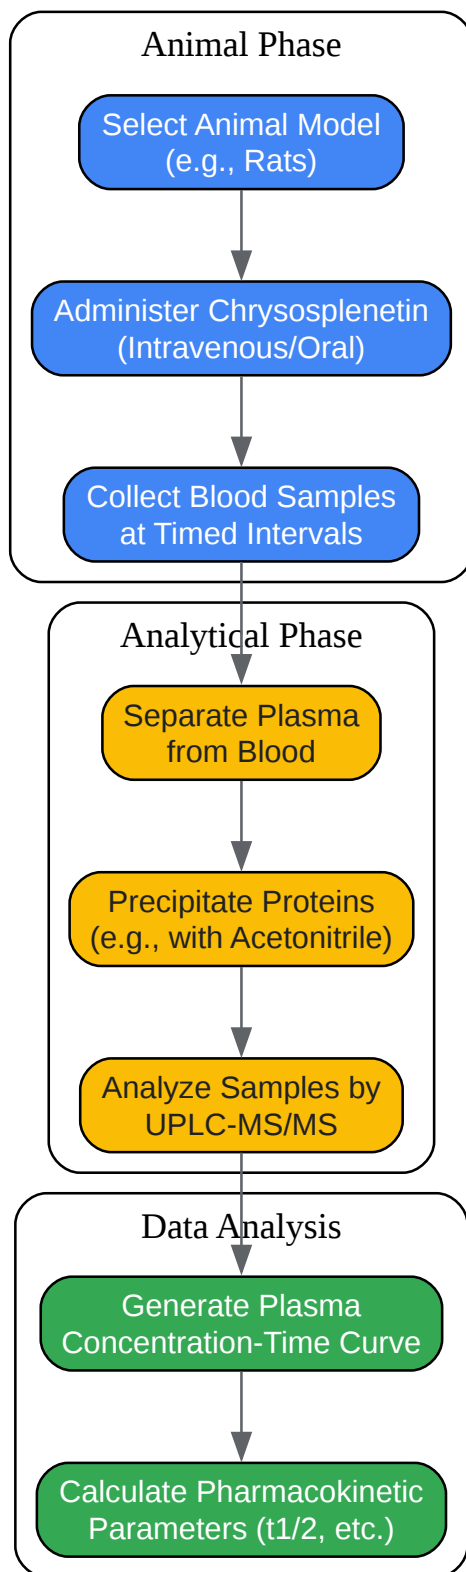 Animal Phase
Select Animal Model
(e.g., Rats)
Administer Chrysosplenetin
(Intravenous/Oral)
Collect Blood Samples
at Timed Intervals
Analytical Phase
Separate Plasma
from Blood
Precipitate Proteins
(e.g., with Acetonitrile)
Analyze Samples by
UPLC-MS/MS
Data Analysis
Generate Plasma
Concentration-Time Curve
Calculate Pharmacokinetic
Parameters (t1/2, etc.)